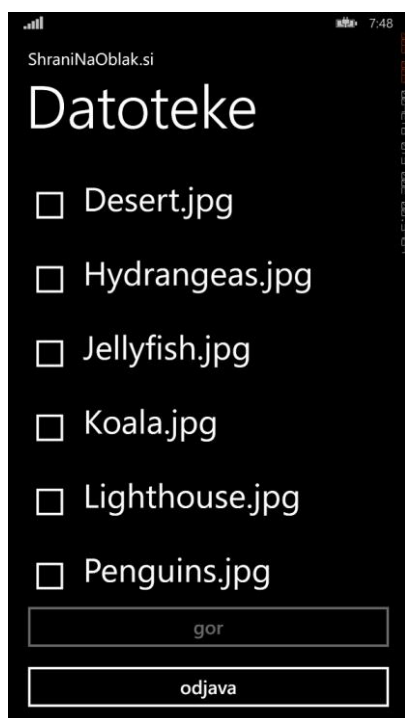 7:48
ShraniNaOblak.si
Datoteke
Desert.jpg
Hydrangeas.jpg
Jellyfish.jpg
Koala.jpg
Lighthouse.jpg
Penguins.jpg
gor
odjava